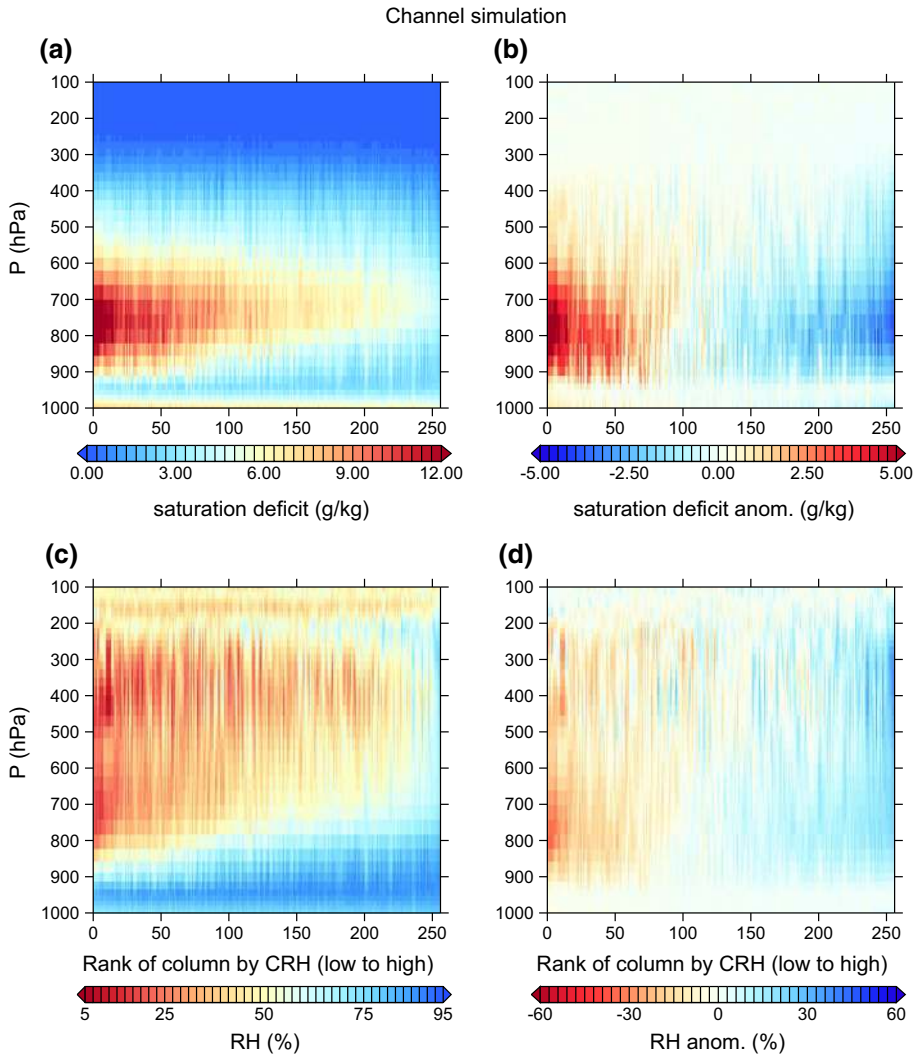 Channel simulation
(a) (b)
100 100
200 200
300 300
400 400
500 500
600 600
700 700
800 800
900 900
1000 1000
P (hPa)
0 50 100 150 200 250 0 50 100 150 200 250
0.00 3.00 6.00 9.00 12.00 -5.00 -2.50 0.00 2.50 5.00
saturation deficit (g/kg) saturation deficit anom. (g/kg)
(c) (d)
100 100
200 200
300 300
400 400
500 500
600 600
700 700
800 800
900 900
1000 1000
P (hPa)
0 50 100 150 200 250 0 50 100 150 200 250
Rank of column by CRH (low to high) Rank of column by CRH (low to high)
5 25 50 75 95 -60 -30 0 30 60
RH (%) RH anom. (%)